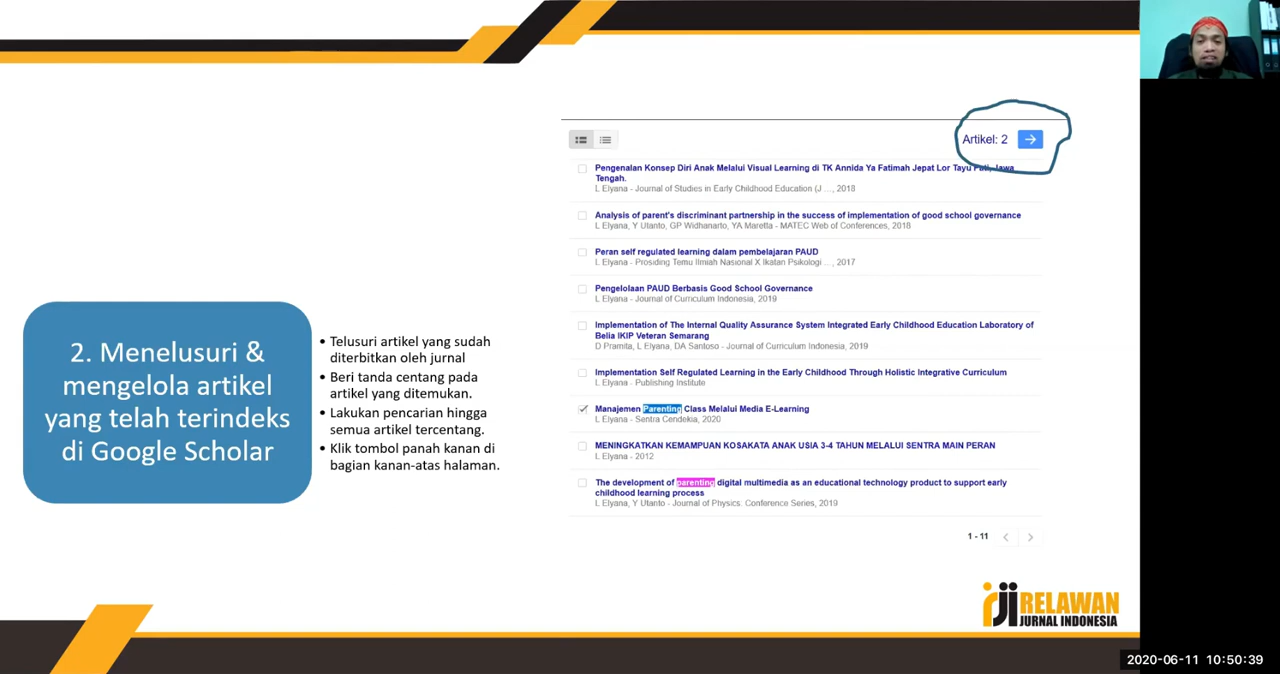 2. Menelusuri &
mengelola artikel
yang telah terindeks
di Google Scholar
• Telusuri artikel yang sudah
diterbitkan oleh jurnal
• Beri tanda centang pada
artikel yang ditemukan.
• Lakukan pencarian hingga
semua artikel tercentang.
• Klik tombol panah kanan di
bagian kanan-atas halaman.
Artikel: 2
Pengenalan Konsep Diri Anak Melalui Visual Learning di TK Annida Ya Fatimah Jepat Lor Tayu Pati, Jawa
Tengah.
L Elyana - Journal of Studies in Early Childhood Education (J ..., 2018
Analysis of parent's discriminant partnership in the success of implementation of good school governance
L Elyana, Y Utanto, GP Widhanarto, YA Maretta - MATEC Web of Conferences, 2018
Peran self regulated learning dalam pembelajaran PAUD
L Elyana - Prosiding Temu Ilmiah Nasional X Ikatan Psikologi ..., 2017
Pengelolaan PAUD Berbasis Good School Governance
L Elyana - Journal of Curriculum Indonesia, 2019
Implementation of The Internal Quality Assurance System Integrated Early Childhood Education Laboratory of
Belia IKIP Veteran Semarang
D Pramita, L Elyana, DA Santoso - Journal of Curriculum Indonesia, 2019
Implementation Self Regulated Learning in the Early Childhood Through Holistic Integrative Curriculum
L Elyana - Publishing Institute
Manajemen Parenting Class Melalui Media E-Learning
L Elyana - Sentra Cendekia, 2020
MENINGKATKAN KEMAMPUAN KOSAKATA ANAK USIA 3-4 TAHUN MELALUI SENTRA MAIN PERAN
L Elyana - 2012
The development of parenting digital multimedia as an educational technology product to support early
childhood learning process
L Elyana, Y Utanto - Journal of Physics: Conference Series, 2019
1 - 11
rji RELAWAN
JURNAL INDONESIA
2020-06-11 10:50:39